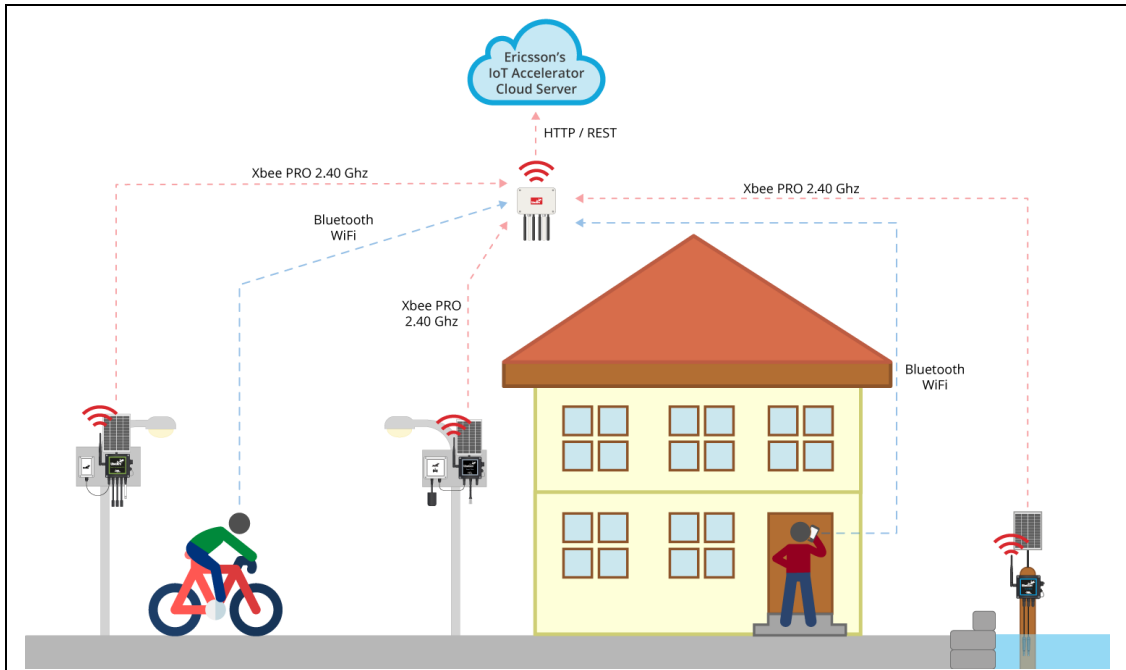 Ericsson's
IoT Accelerator
Cloud Server
HTTP / REST
Xbee PRO 2.40 Ghz
Xbee PRO 2.40 Ghz
Bluetooth
WiFi
Xbee PRO
2.40 Ghz
Bluetooth
WiFi